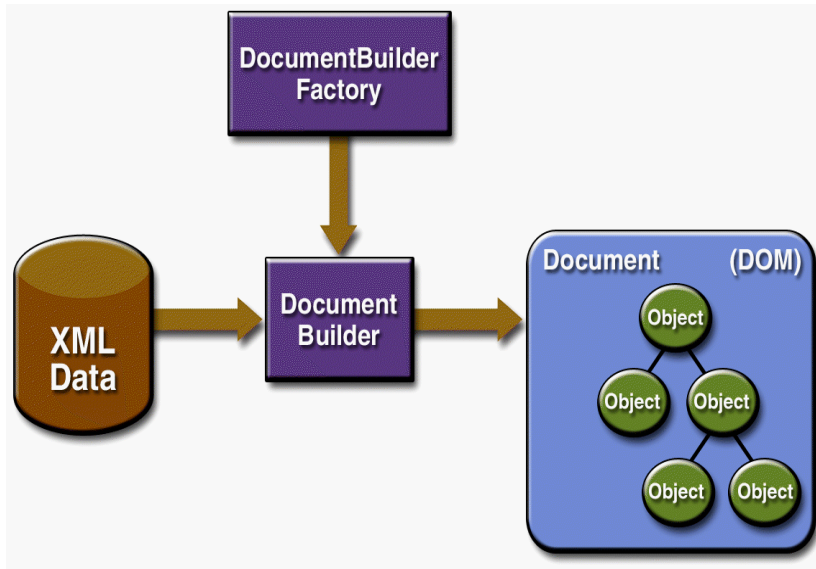 DocumentBuilder
Factory
XML
Data
Document
Builder
Document (DOM)
Object
Object
Object
Object
Object